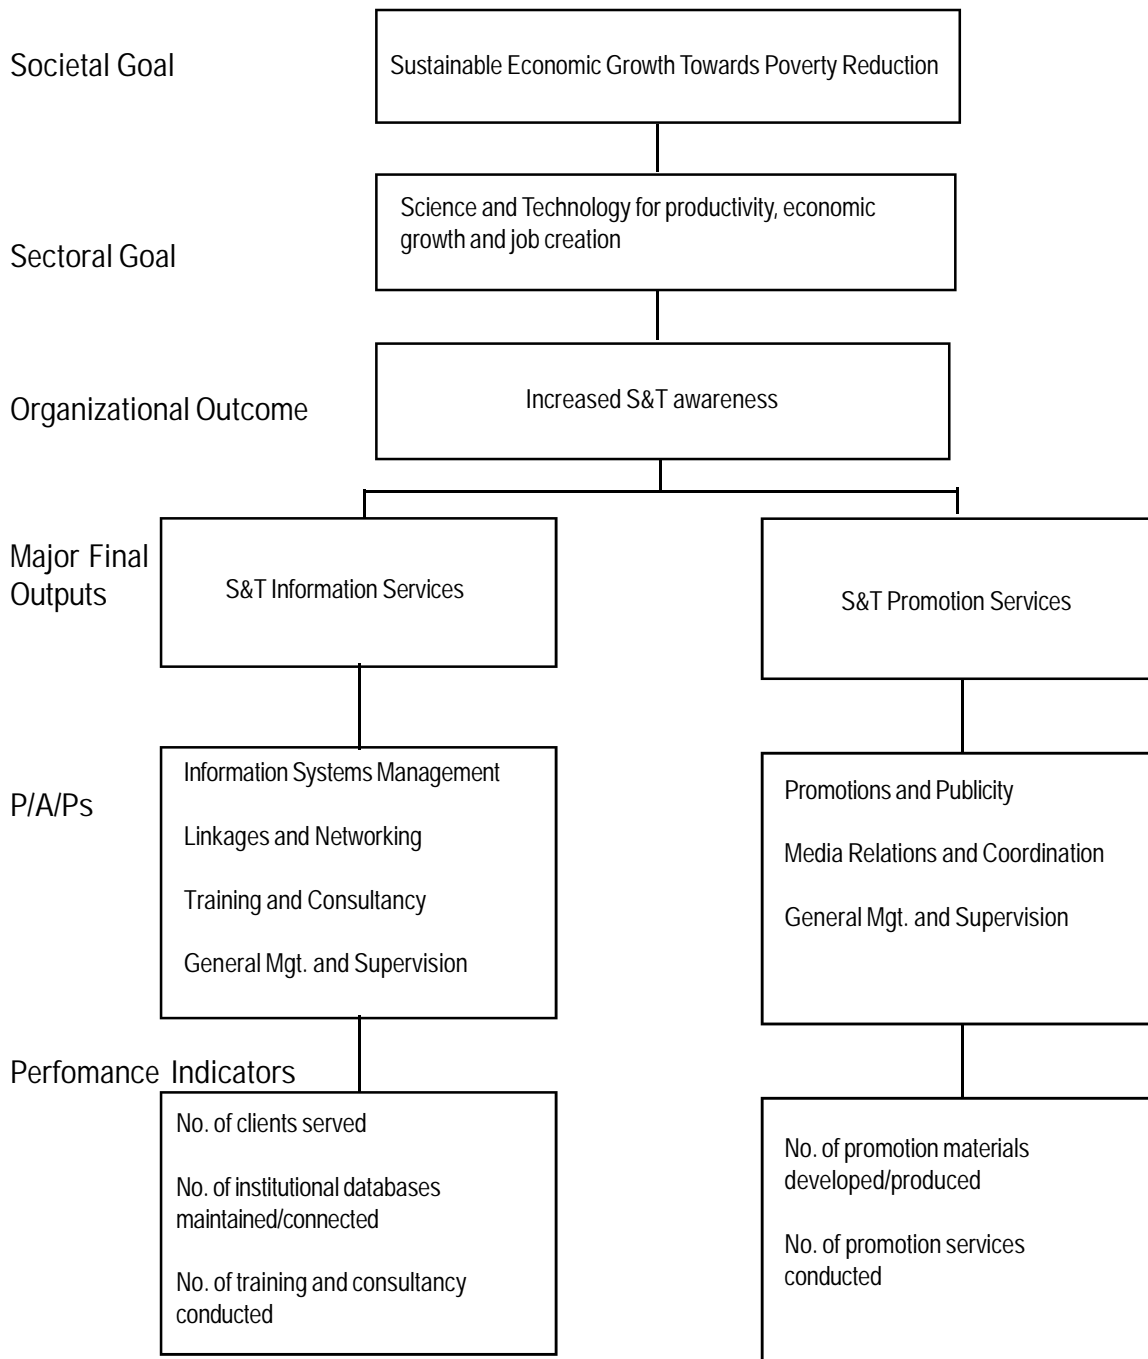 Societal Goal
Sustainable Economic Growth Towards Poverty Reduction
Sectoral Goal
Science and Technology for productivity, economic
growth and job creation
Organizational Outcome
Increased S&T awareness
Major Final
Outputs
S&T Information Services
S&T Promotion Services
P/A/Ps
Information Systems Management
Linkages and Networking
Training and Consultancy
General Mgt. and Supervision
Promotions and Publicity
Media Relations and Coordination
General Mgt. and Supervision
Perfomance Indicators
No. of clients served
No. of institutional databases
maintained/connected
No. of training and consultancy
conducted
No. of promotion materials
developed/produced
No. of promotion services
conducted